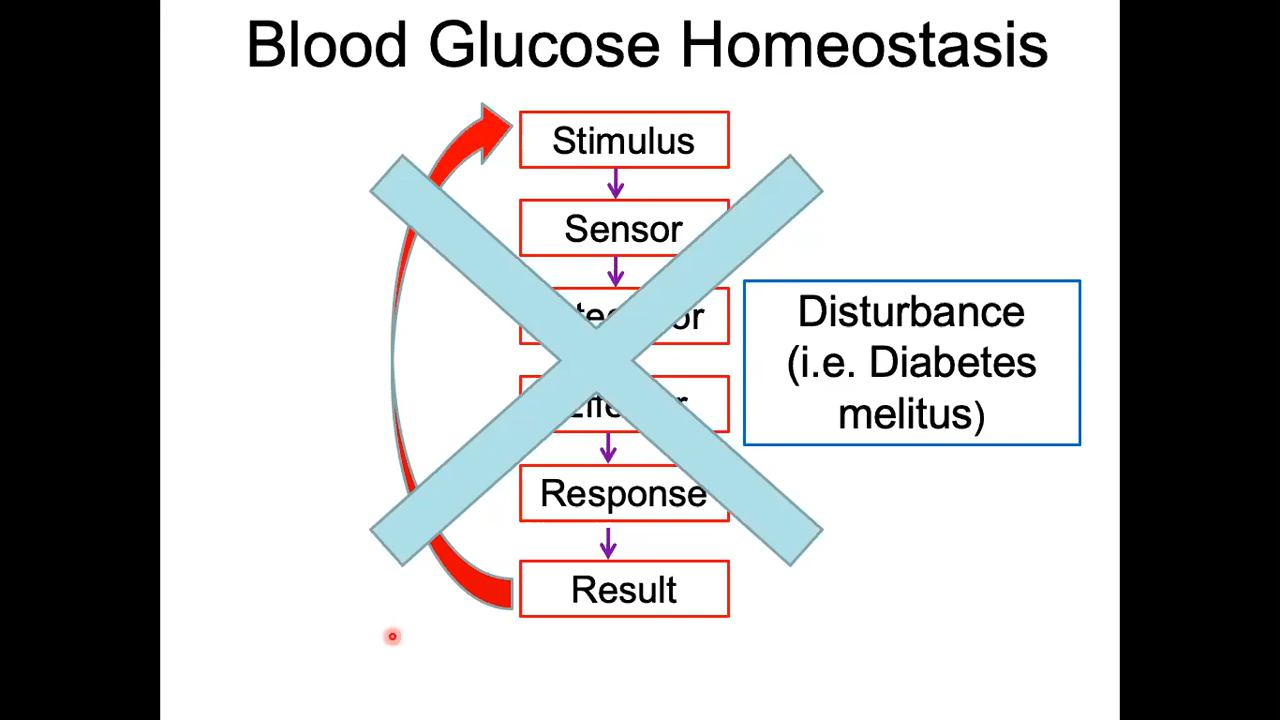 Blood Glucose Homeostasis
Stimulus
Sensor
Disturbance
(i.e. Diabetes
melitus)
Response
Result